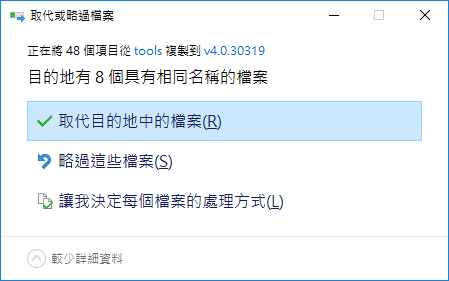 取代或略過檔案
正在將 48 個項目從 tools 複製到 v4.0.30319
目的地有 8 個具有相同名稱的檔案
取代目的地中的檔案(R)
略過這些檔案(S)
讓我決定每個檔案的處理方式(L)
較少詳細資料